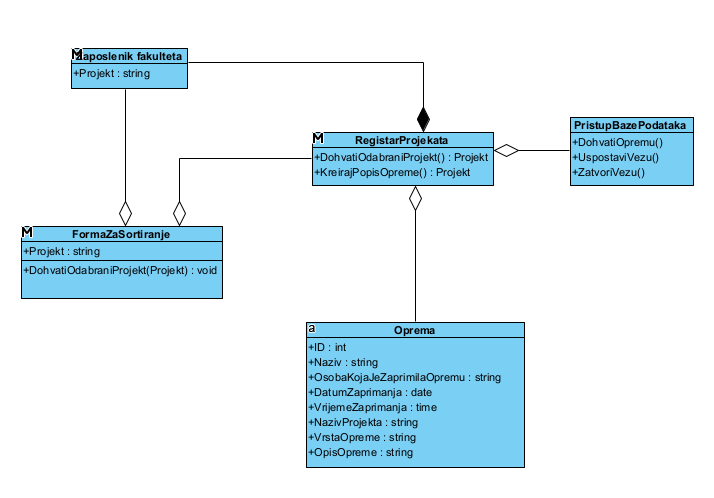 Zaposlenik fakulteta
+Projekt : string
RegistarProjekata
+DohvatiOdabraniProjekt() : Projekt
+KreirajPopisOpreme() : Projekt
PristupBazePodataka
+DohvatiOpremu()
+UspostaviVezu()
+ZatvoriVezu()
FormaZaSortiranje
+Projekt : string
+DohvatiOdabraniProjekt(Projekt) : void
a
Oprema
+ID : int
+Naziv : string
+OsobaKojaJeZaprimilaOpremu : string
+DatumZaprimanja : date
+VrijemeZaprimanja : time
+NazivProjekta : string
+VrstaOpreme : string
+OpisOpreme : string